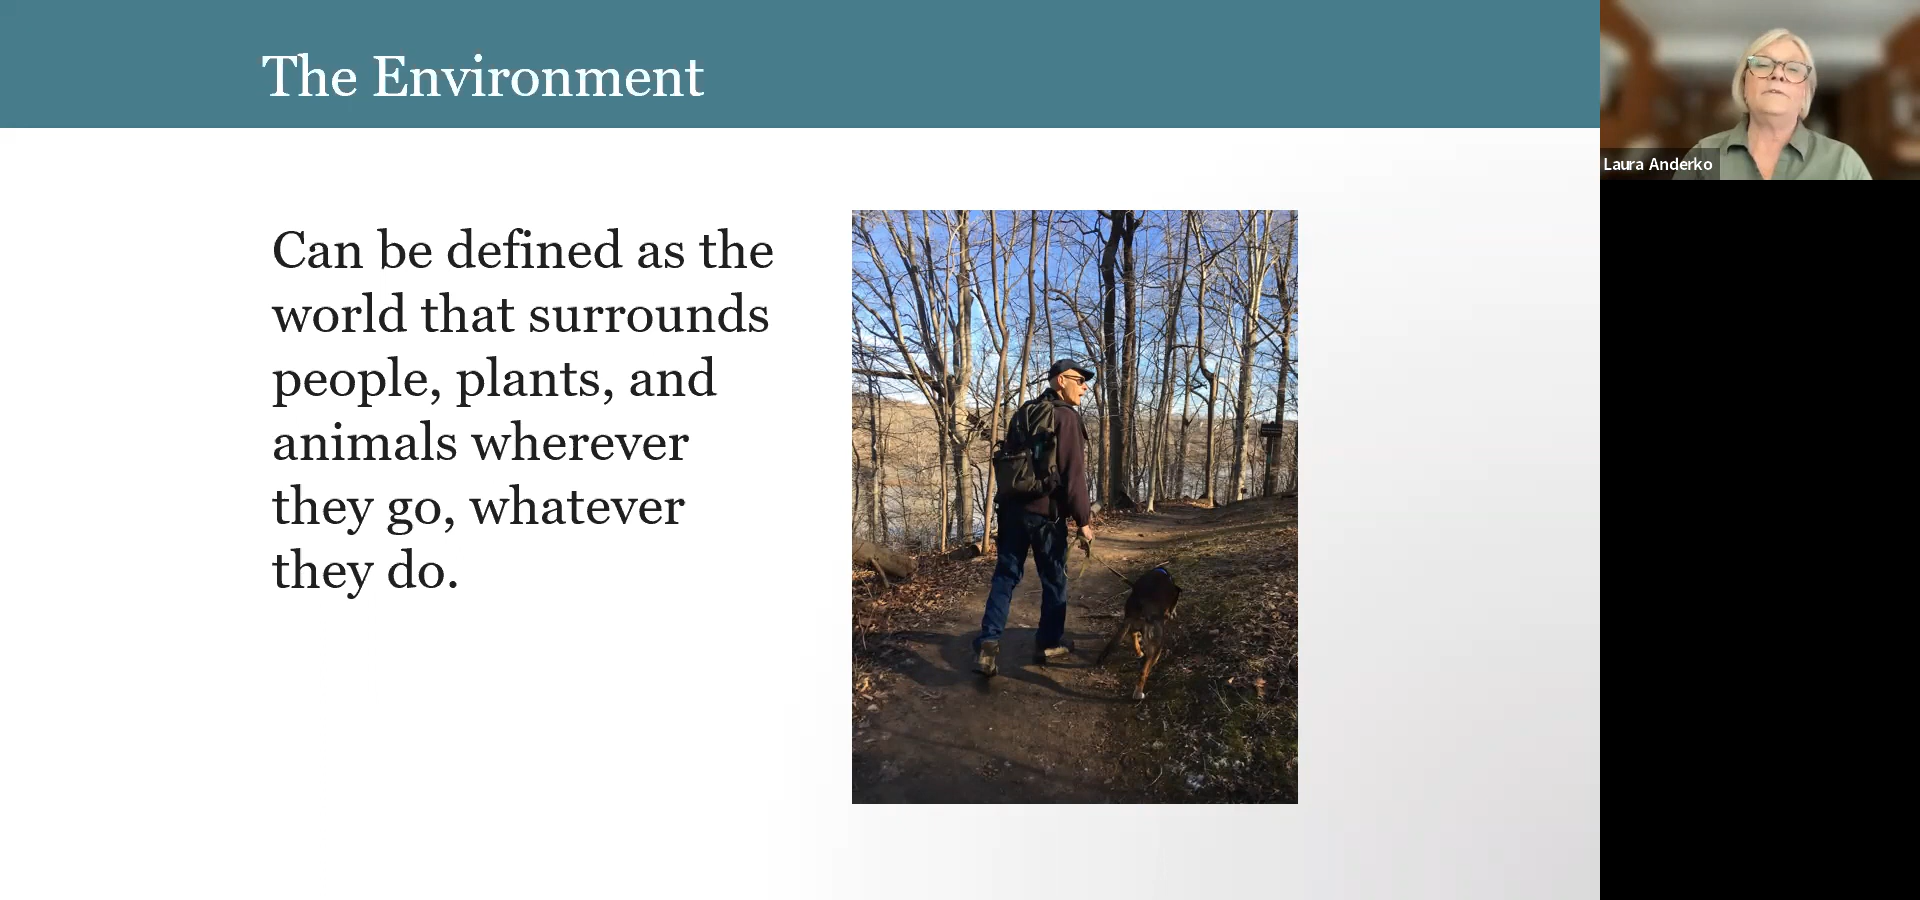 The Environment
Can be defined as the
world that surrounds
people, plants, and
animals wherever
they go, whatever
they do.
Laura Anderko